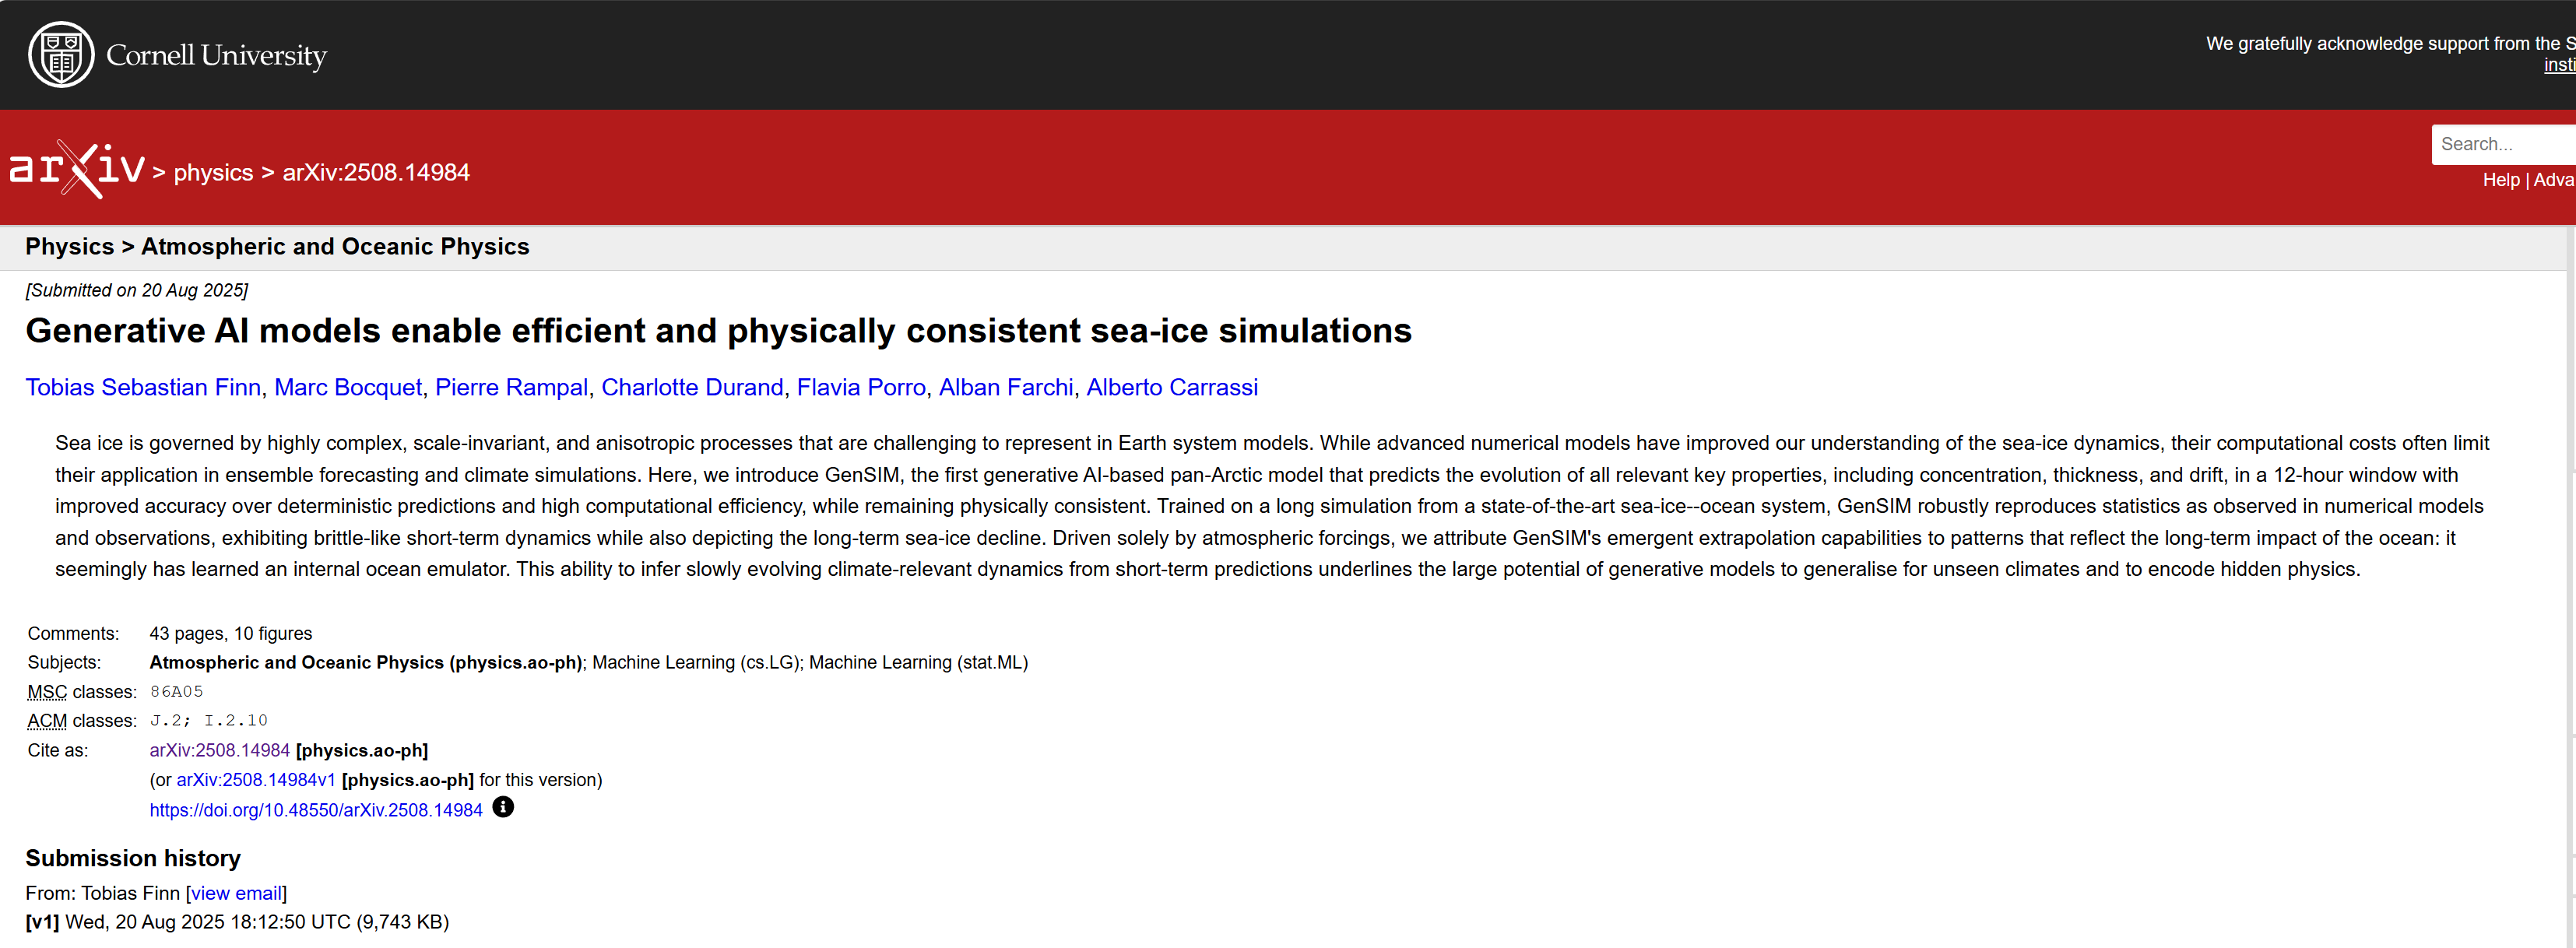 Cornell University
We gratefully acknowledge support from the S
insti
arXiv > physics > arXiv:2508.14984
Search...
Help | Adva
Physics > Atmospheric and Oceanic Physics
[Submitted on 20 Aug 2025]
Generative AI models enable efficient and physically consistent sea-ice simulations
Tobias Sebastian Finn, Marc Bocquet, Pierre Rampal, Charlotte Durand, Flavia Porro, Alban Farchi, Alberto Carrassi
Sea ice is governed by highly complex, scale-invariant, and anisotropic processes that are challenging to represent in Earth system models. While advanced numerical models have improved our understanding of the sea-ice dynamics, their computational costs often limit
their application in ensemble forecasting and climate simulations. Here, we introduce GenSIM, the first generative AI-based pan-Arctic model that predicts the evolution of all relevant key properties, including concentration, thickness, and drift, in a 12-hour window with
improved accuracy over deterministic predictions and high computational efficiency, while remaining physically consistent. Trained on a long simulation from a state-of-the-art sea-ice--ocean system, GenSIM robustly reproduces statistics as observed in numerical models
and observations, exhibiting brittle-like short-term dynamics while also depicting the long-term sea-ice decline. Driven solely by atmospheric forcings, we attribute GenSIM's emergent extrapolation capabilities to patterns that reflect the long-term impact of the ocean: it
seemingly has learned an internal ocean emulator. This ability to infer slowly evolving climate-relevant dynamics from short-term predictions underlines the large potential of generative models to generalise for unseen climates and to encode hidden physics.
Comments: 43 pages, 10 figures
Subjects: Atmospheric and Oceanic Physics (physics.ao-ph); Machine Learning (cs.LG); Machine Learning (stat.ML)
MSC classes: 86A05
ACM classes: J.2; I.2.10
Cite as: arXiv:2508.14984 [physics.ao-ph]
(or arXiv:2508.14984v1 [physics.ao-ph] for this version)
https://doi.org/10.48550/arXiv.2508.14984
Submission history
From: Tobias Finn [view email]
[v1] Wed, 20 Aug 2025 18:12:50 UTC (9,743 KB)